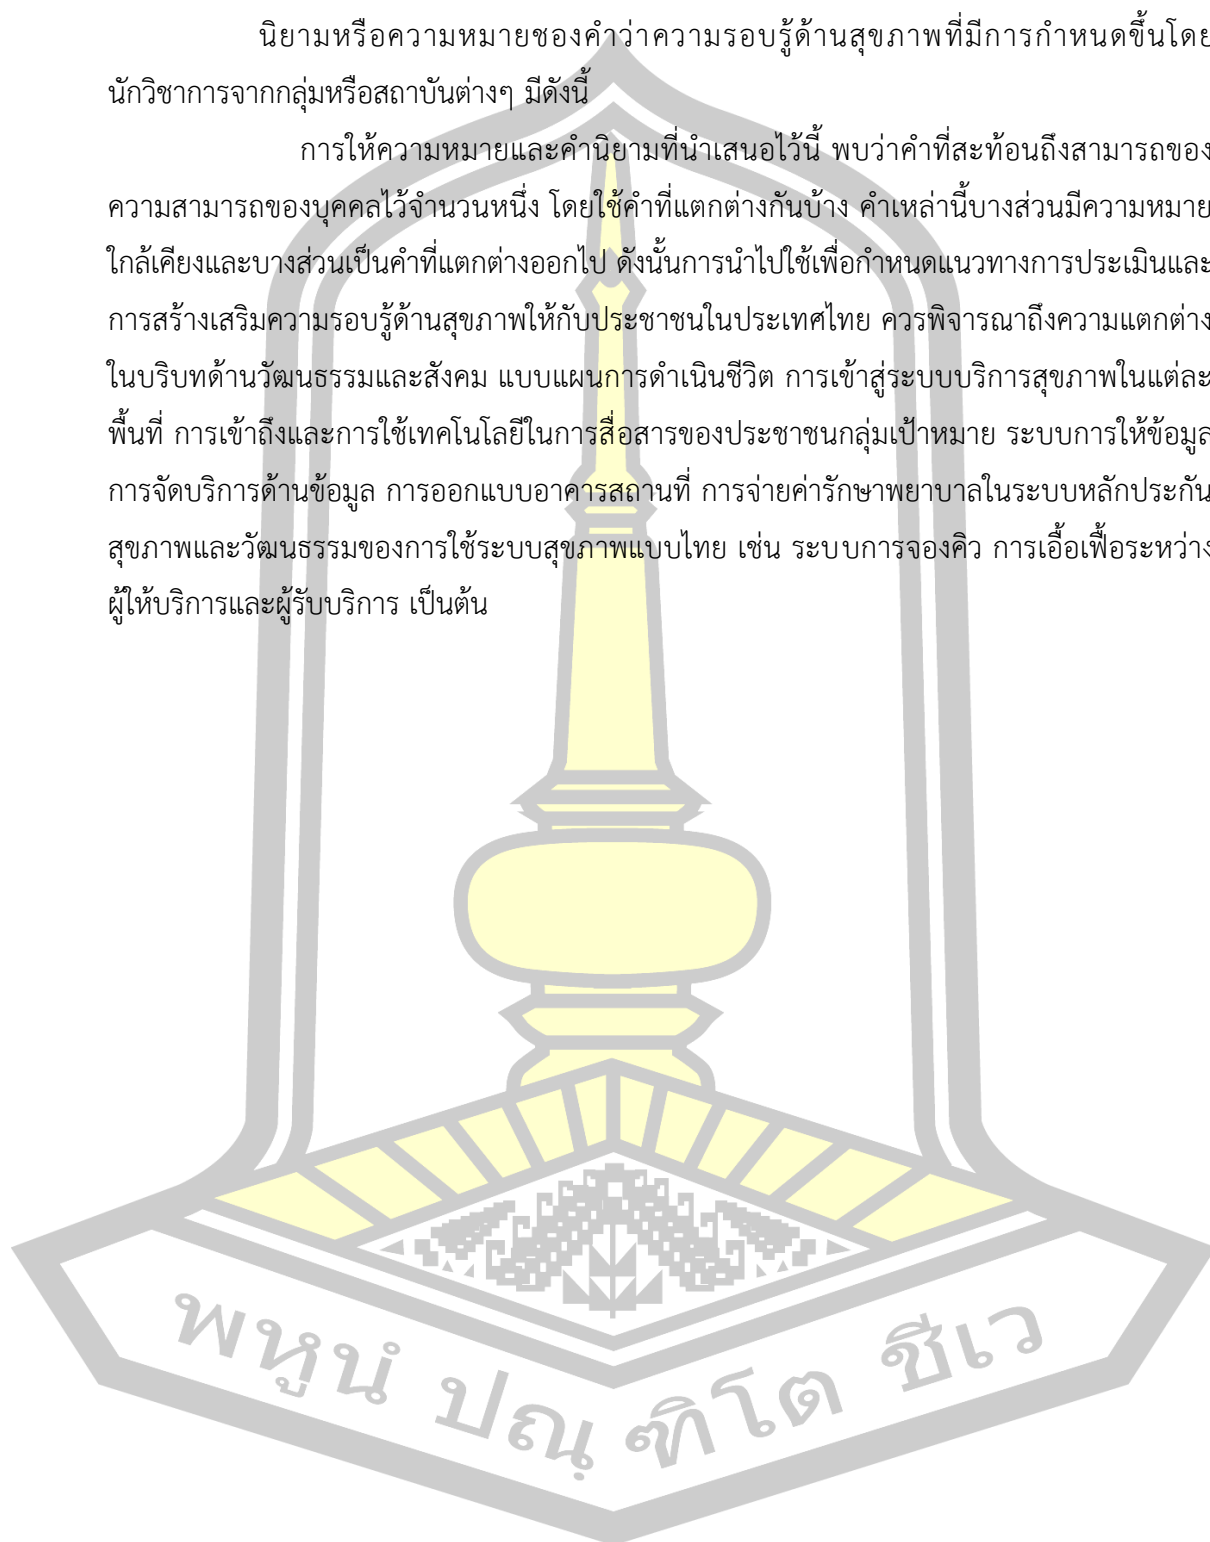 นิยามหรือความหมายชองคำว่าความรอบรู้ด้านสุขภาพที่มีการกำหนดขึ้นโดย
นักวิชาการจากกลุ่มหรือสถาบันต่างๆ มีดังนี้
การให้ความหมายและคำนิยามที่นำเสนอไว้นี้ พบว่าคำที่สะท้อนถึงสามารถของ
ความสามารถของบุคคลไว้จำนวนหนึ่ง โดยใช้คำที่แตกต่างกันบ้าง คำเหล่านี้บางส่วนมีความหมาย
ใกล้เคียงและบางส่วนเป็นคำที่แตกต่างออกไป ดังนั้นการนำไปใช้เพื่อกำหนดแนวทางการประเมินและ
การสร้างเสริมความรอบรู้ด้านสุขภาพให้กับประชาชนในประเทศไทย ควรพิจารณาถึงความแตกต่าง
ในบริบทด้านวัฒนธรรมและสังคม แบบแผนการดำเนินชีวิต การเข้าสู่ระบบบริการสุขภาพในแต่ละ
พื้นที่ การเข้าถึงและการใช้เทคโนโลยีในการสื่อสารของประชาชนกลุ่มเป้าหมาย ระบบการให้ข้อมูล
การจัดบริการด้านข้อมูล การออกแบบอาคารสถานที่ การจ่ายค่ารักษาพยาบาลในระบบหลักประกัน
สุขภาพและวัฒนธรรมของการใช้ระบบสุขภาพแบบไทย เช่น ระบบการจองคิว การเอื้อเฟื้อระหว่าง
ผู้ให้บริการและผู้รับบริการ เป็นต้น
พหูนํ ปณฺ ฑิโต ชีเว